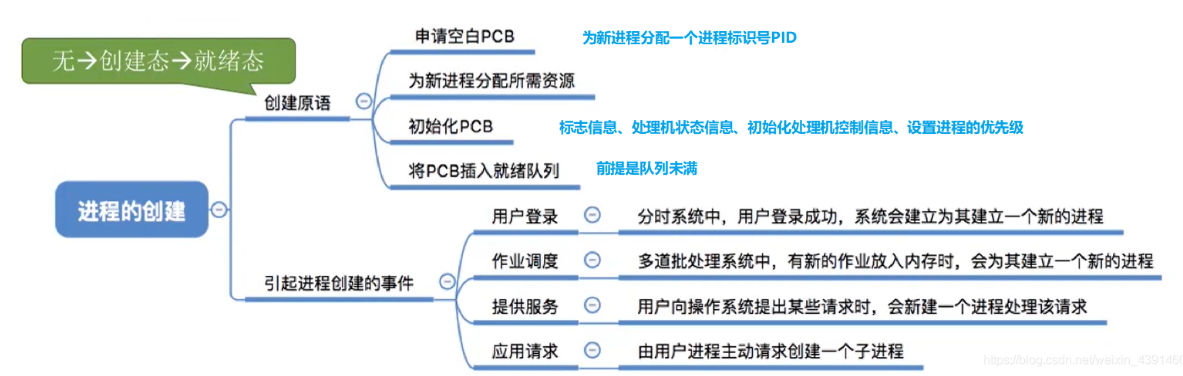 申请空白PCB
为新进程分配一个进程标识号PID
无→创建态→就绪态
为新进程分配所需资源
创建原语
初始化PCB
标志信息、处理机状态信息、初始化处理机控制信息、设置进程的优先级
将PCB插入就绪队列
前提是队列未满
进程的创建
用户登录
分时系统中，用户登录成功，系统会建立为其建立一个新的进程
作业调度
多道批处理系统中，有新的作业放入内存时，会为其建立一个新的进程
引起进程创建的事件
提供服务
用户向操作系统提出某些请求时，会新建一个进程处理该请求
应用请求
由用户进程主动请求创建一个子进程